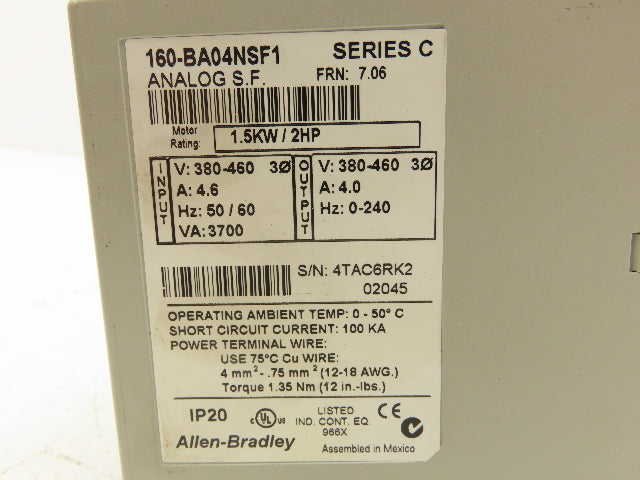 160-BA04NSF1 SERIES C
ANALOG S.F. FRN: 7.06
Motor Rating: 1.5KW / 2HP
INPUT
V: 380-460 3Ø
A: 4.6
Hz: 50 / 60
VA: 3700
OUTPUT
V: 380-460 3Ø
A: 4.0
Hz: 0-240
S/N: 4TAC6RK2
02045
OPERATING AMBIENT TEMP: 0 - 50° C
SHORT CIRCUIT CURRENT: 100 KA
POWER TERMINAL WIRE:
USE 75°C Cu WIRE:
4 mm² - .75 mm² (12-18 AWG.)
Torque 1.35 Nm (12 in.-lbs.)
IP20 c UL us LISTED CE
IND. CONT. EQ.
966X
Allen-Bradley Assembled in Mexico